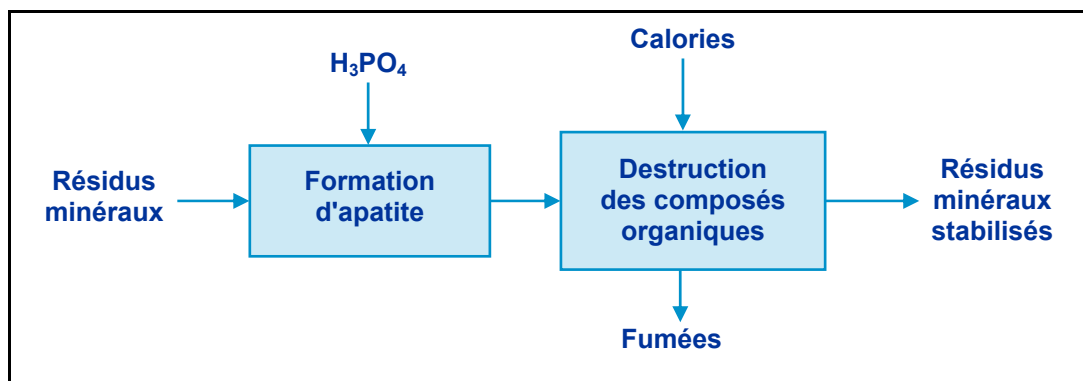 Calories
H₃PO₄
Résidus
minéraux
Formation
d'apatite
Destruction
des composés
organiques
Résidus
minéraux
stabilisés
Fumées